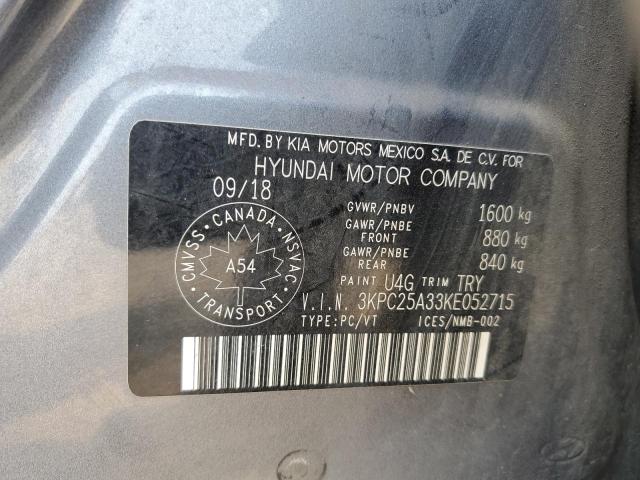 MFD. BY KIA MOTORS MEXICO S.A. DE C.V. FOR
HYUNDAI MOTOR COMPANY
09/18
GVWR/PNBV 1600 kg
GAWR/PNBE FRONT 880 kg
GAWR/PNBE REAR 840 kg
PAINT U4G TRIM TRY
CMVSS · CANADA · NSVAC
A54
TRANSPORT
V.I.N. 3KPC25A33KE052715
TYPE:PC/VT ICES/NMB-002